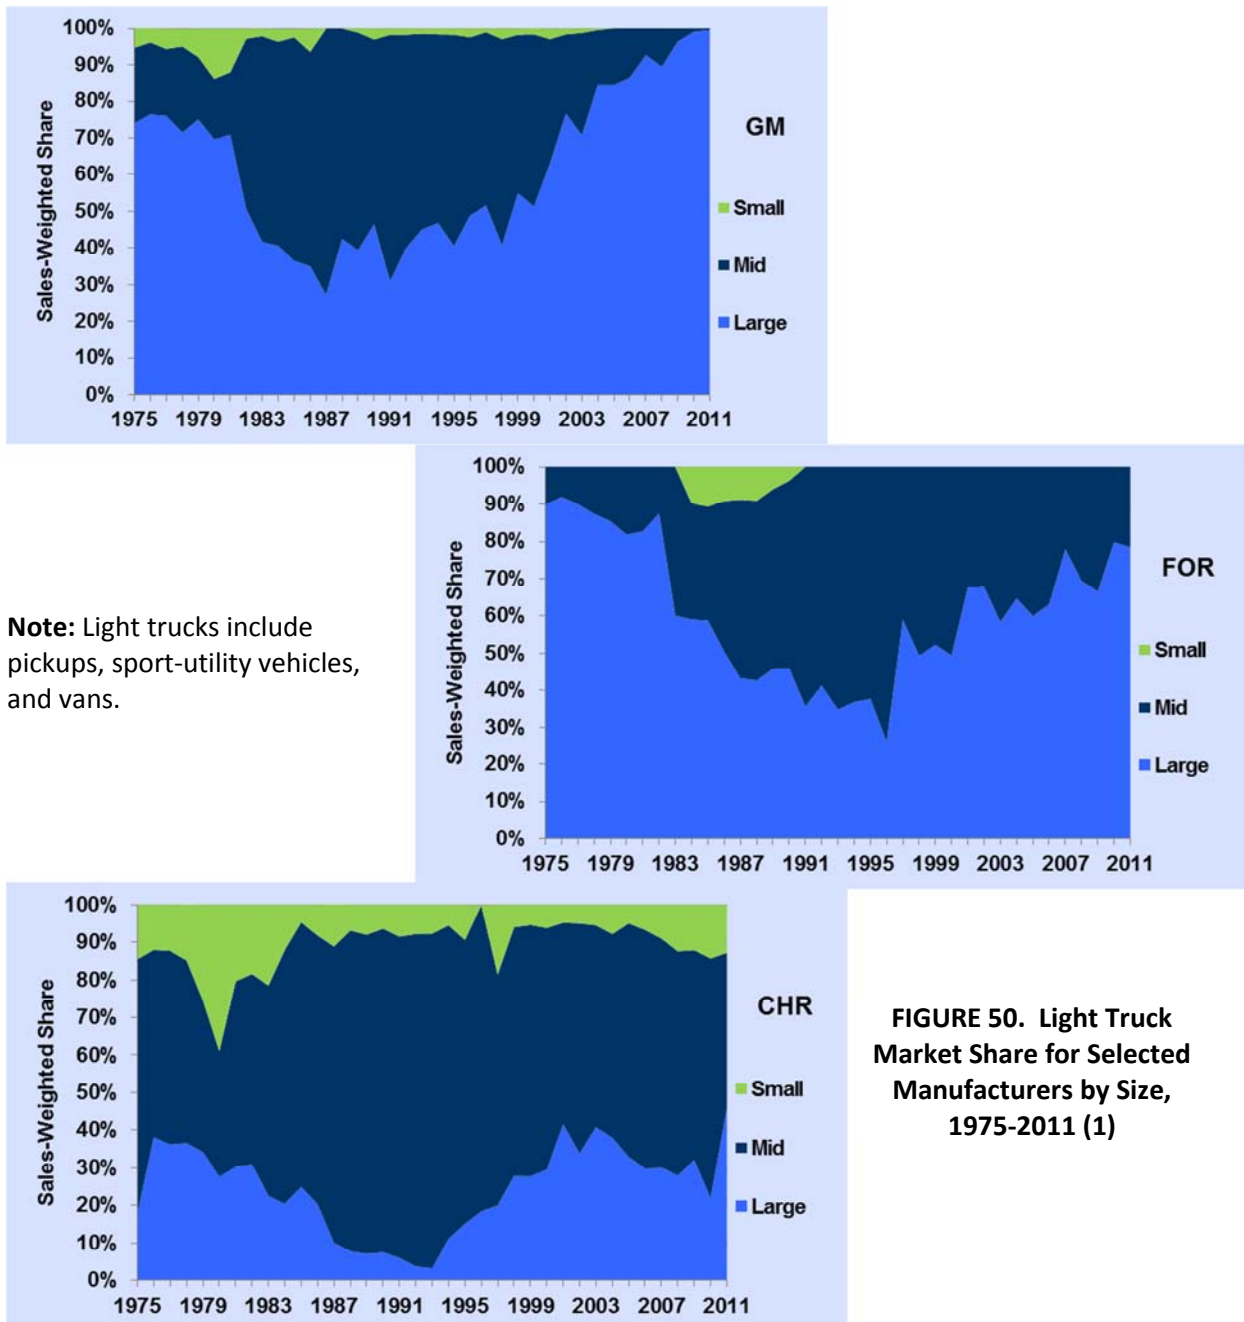 100%
90%
80%
70%
60%
50%
40%
30%
20%
10%
0%
Sales-Weighted Share
GM
Small
Mid
Large
1975 1979 1983 1987 1991 1995 1999 2003 2007 2011
Note: Light trucks include
pickups, sport-utility vehicles,
and vans.
100%
90%
80%
70%
60%
50%
40%
30%
20%
10%
0%
Sales-Weighted Share
FOR
Small
Mid
Large
1975 1979 1983 1987 1991 1995 1999 2003 2007 2011
100%
90%
80%
70%
60%
50%
40%
30%
20%
10%
0%
Sales-Weighted Share
CHR
Small
Mid
Large
1975 1979 1983 1987 1991 1995 1999 2003 2007 2011
FIGURE 50. Light Truck
Market Share for Selected
Manufacturers by Size,
1975-2011 (1)